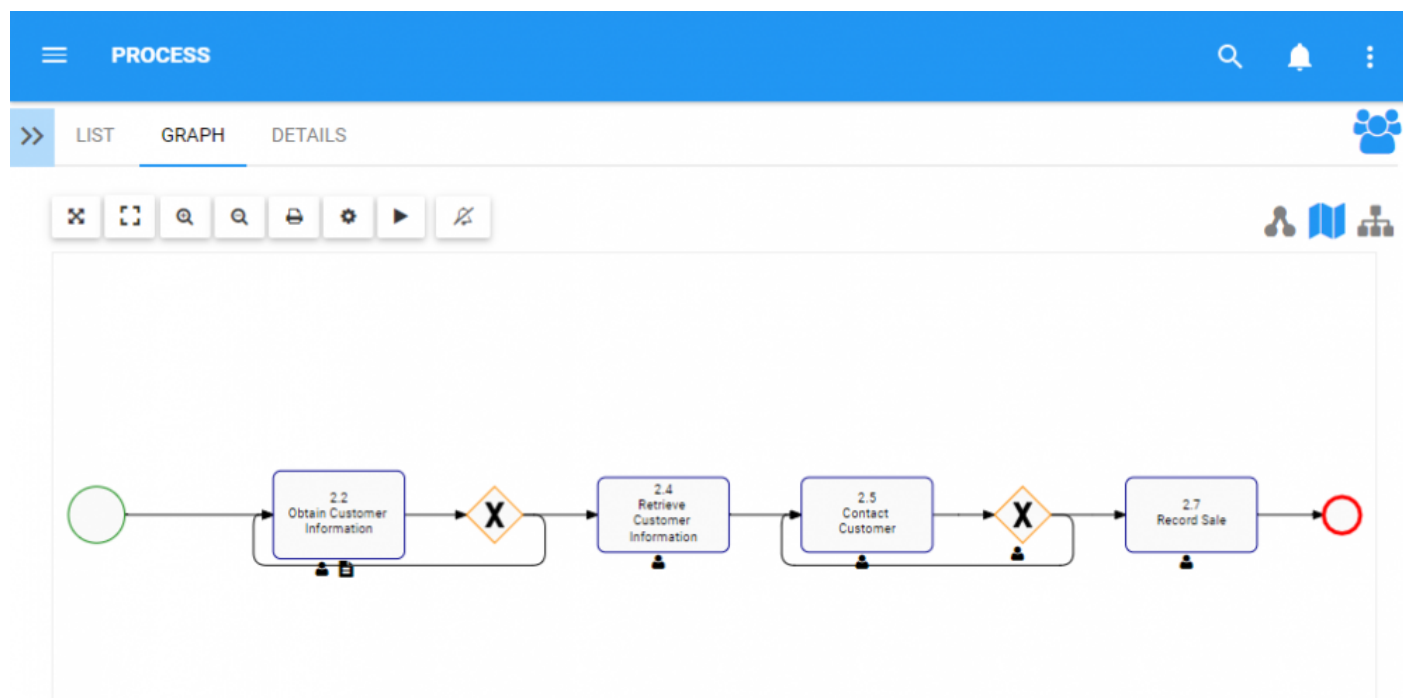 PROCESS
LIST GRAPH DETAILS
2.2
Obtain Customer
Information
X
2.4
Retrieve
Customer
Information
2.5
Contact
Customer
X
2.7
Record Sale